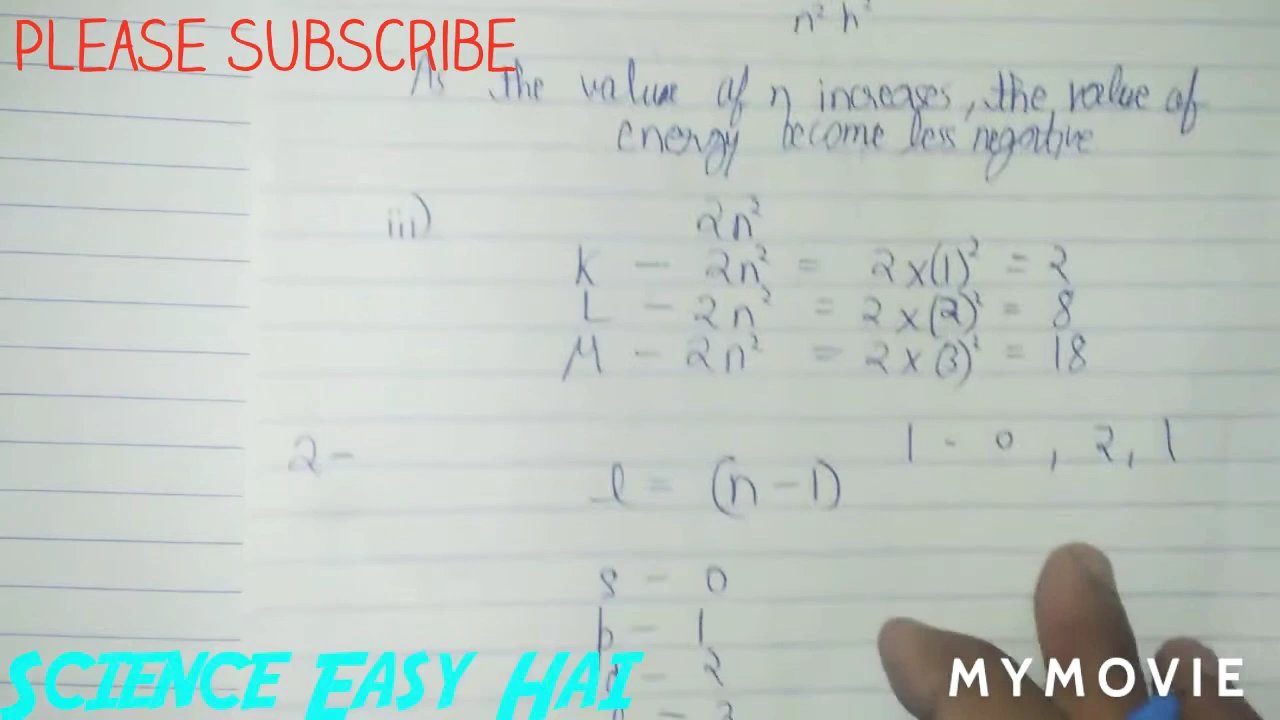 PLEASE SUBSCRIBE
n² h²
As the value of n increases, the value of
energy become less negative
iii) 2n²
K - 2n² = 2×(1)² = 2
L - 2n² = 2×(2)² = 8
M - 2n² = 2×(3)² = 18
1 - 0, 2, 1
2- l = (n-1)
s - 0
p - 1
- 2
SCIENCE EASY HAI
MYMOVIE